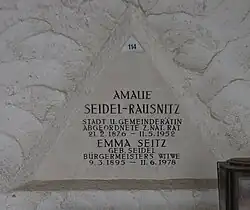 114
AMALIE
SEIDEL-RAUSNITZ
STADT U. GEMEINDERÄTIN
ABGEORDNETE Z. NAT. RAT
21. 2. 1876 – 11. 5. 1952
EMMA SEITZ
GEB. SEIDEL
BÜRGERMEISTERS WITWE
9. 3. 1895 – 11. 6. 1978